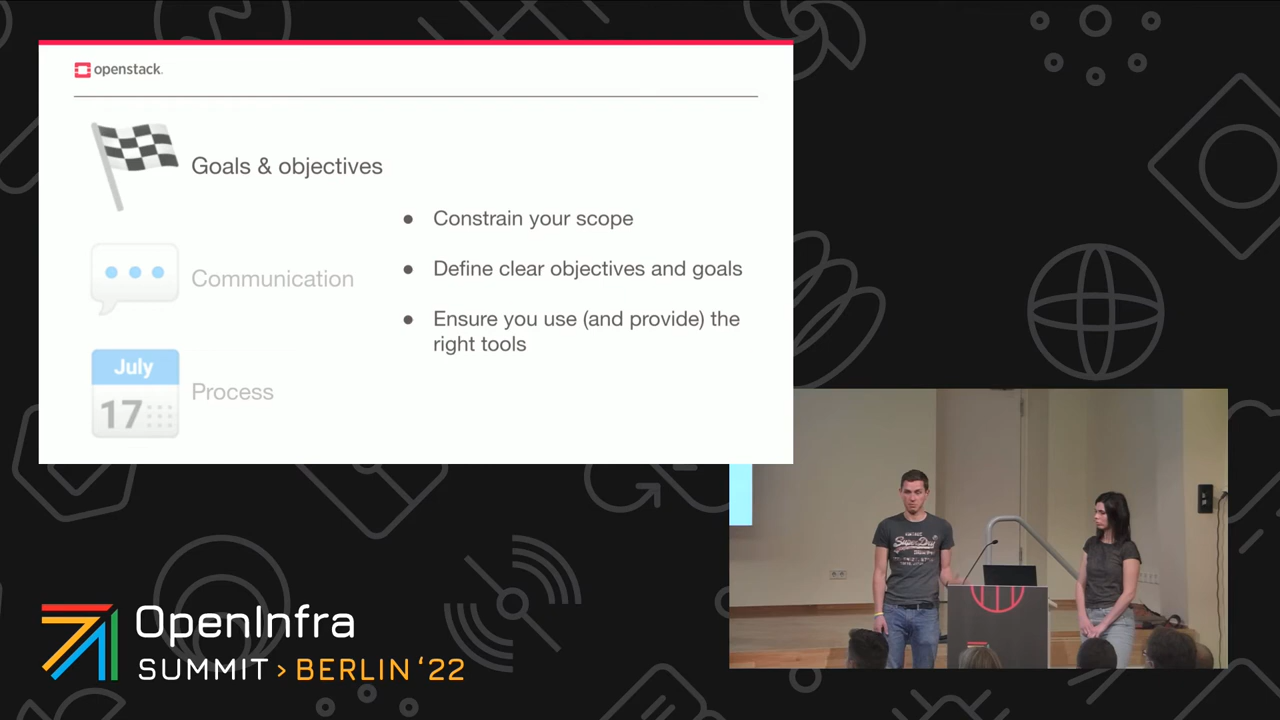 openstack.
Goals & objectives
● Constrain your scope
● Define clear objectives and goals
● Ensure you use (and provide) the
right tools
Communication
July
17
Process
SuperDry
OpenInfra
SUMMIT > BERLIN ‘22